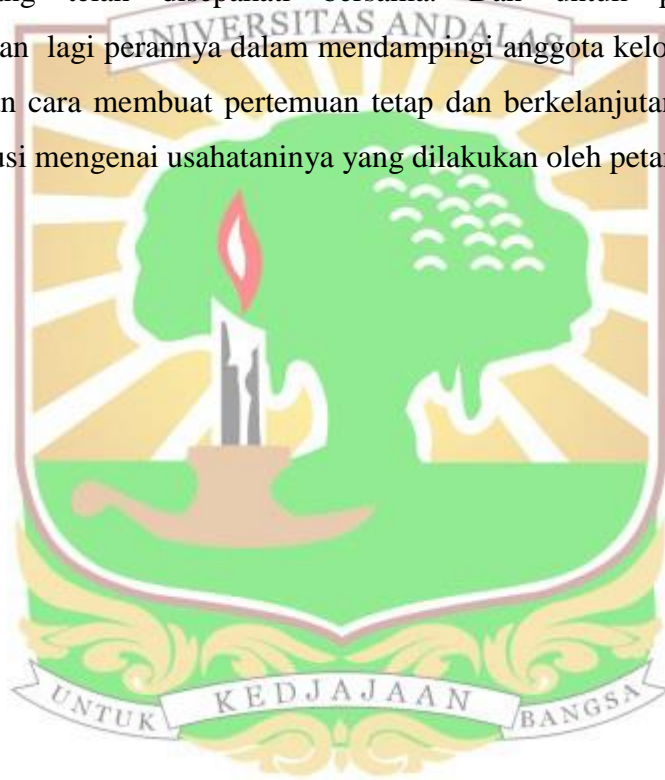 ng telah disepakati bersama. Dan untuk p
an lagi perannya dalam mendampingi anggota kelo
n cara membuat pertemuan tetap dan berkelanjutan
usi mengenai usahataninya yang dilakukan oleh petan
UNIVERSITAS ANDALAS
UNTUK KEDJAJAAN BANGSA